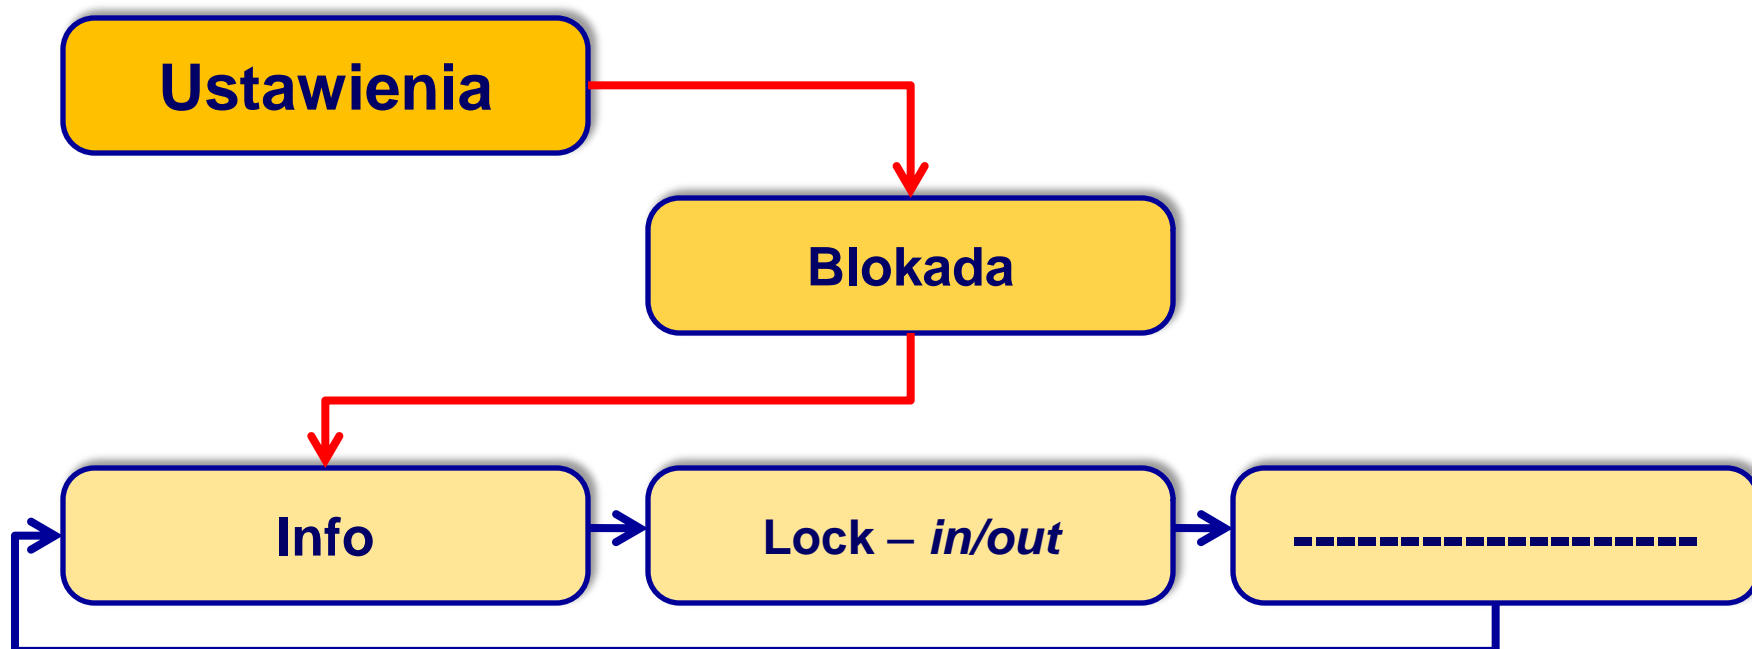 Ustawienia
Blokada
Info
Lock – in/out
-------------------